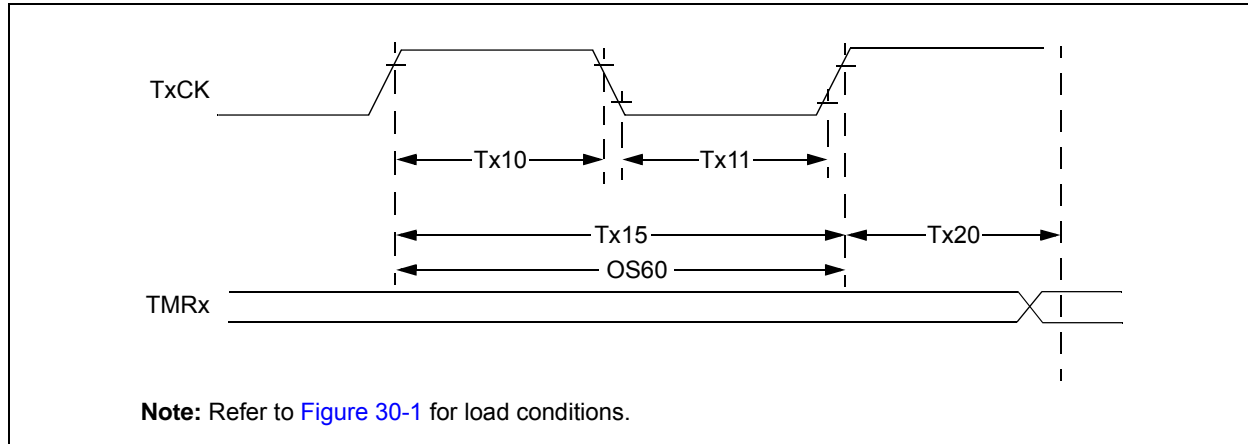 TxCK
Tx10
Tx11
Tx15
Tx20
OS60
TMRx
Note: Refer to Figure 30-1 for load conditions.